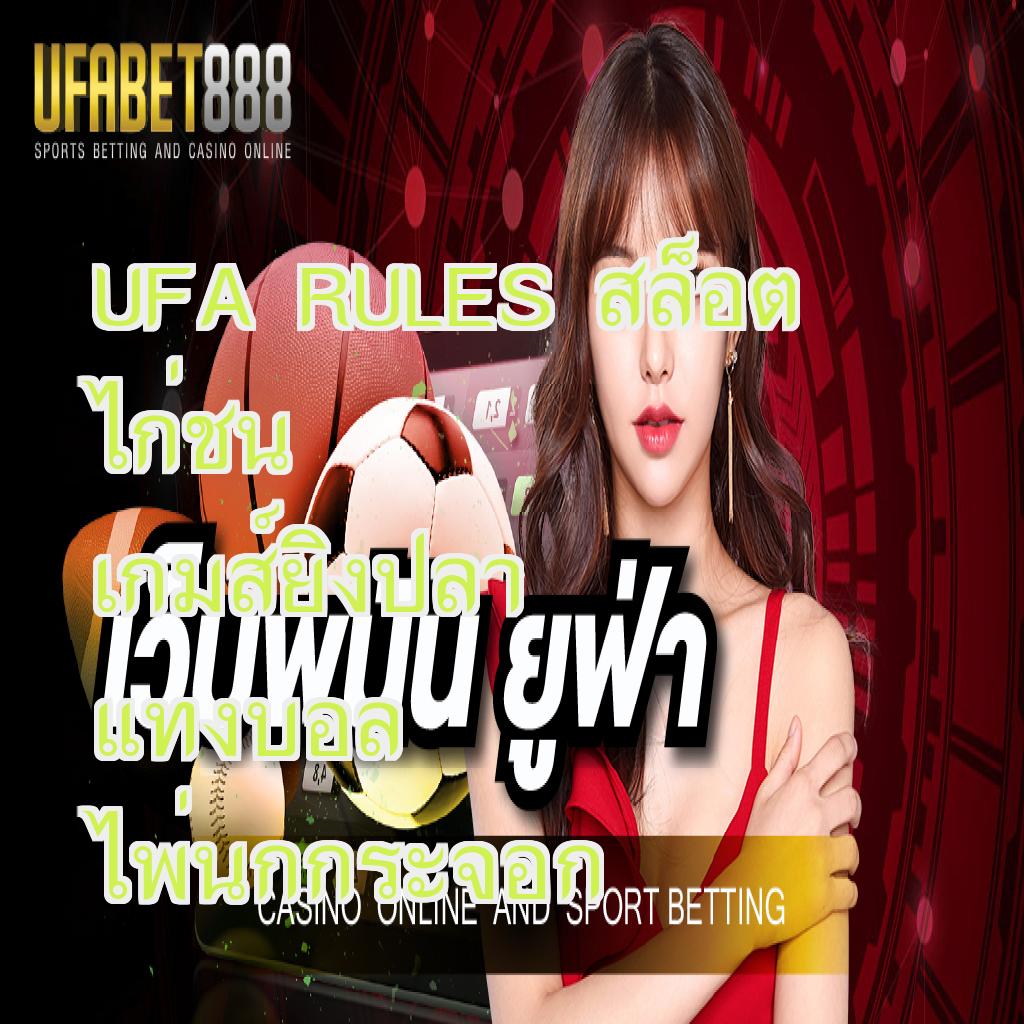 UFABET888
SPORTS BETTING AND CASINO ONLINE
UFA RULES สล็อต
ไก่ชน
เกมส์ยิงปลา
เว็บพนัน ยูฟ่า
แทงบอล
ไพ่นกกระจอก
CASINO ONLINE AND SPORT BETTING